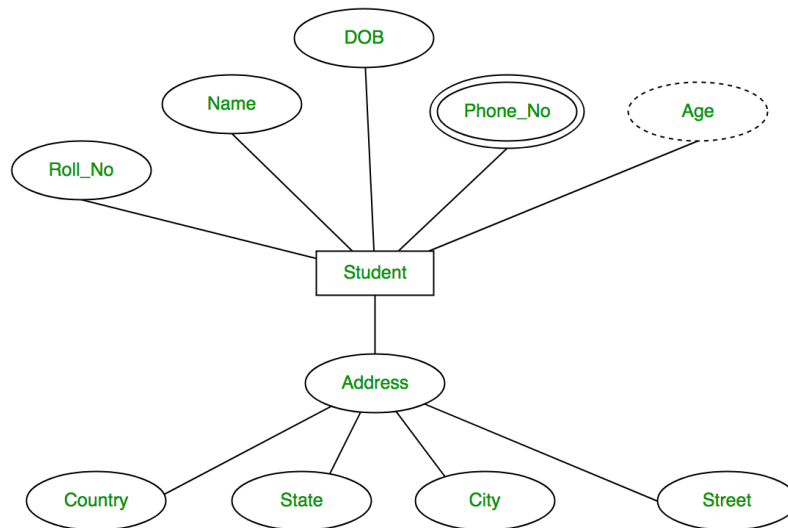 DOB
Name
Phone_No
Age
Roll_No
Student
Address
Country
State
City
Street